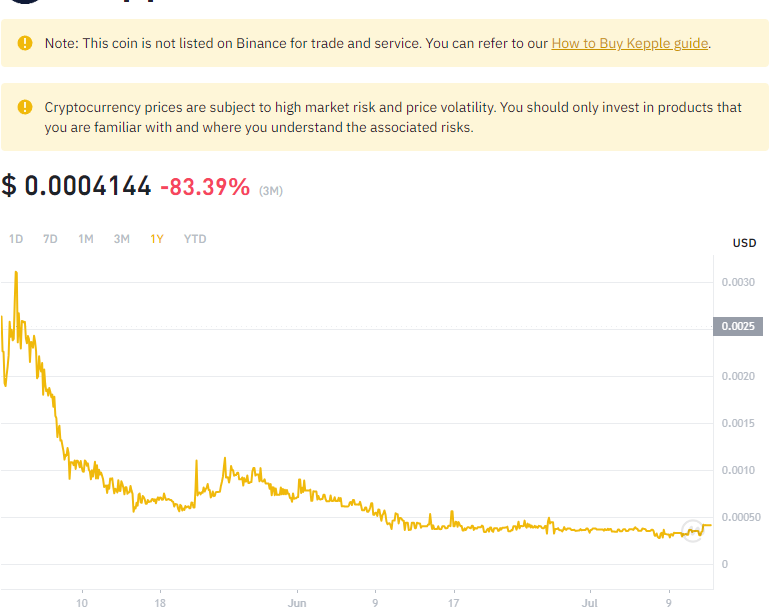 Note: This coin is not listed on Binance for trade and service. You can refer to our How to Buy Kepple guide.
Cryptocurrency prices are subject to high market risk and price volatility. You should only invest in products that
you are familiar with and where you understand the associated risks.
$ 0.0004144 -83.39% (3M)
1D 7D 1M 3M 1Y YTD
USD
0.0030
0.0025
0.0020
0.0015
0.0010
0.00050
0
10 18 Jun 9 17 Jul 9